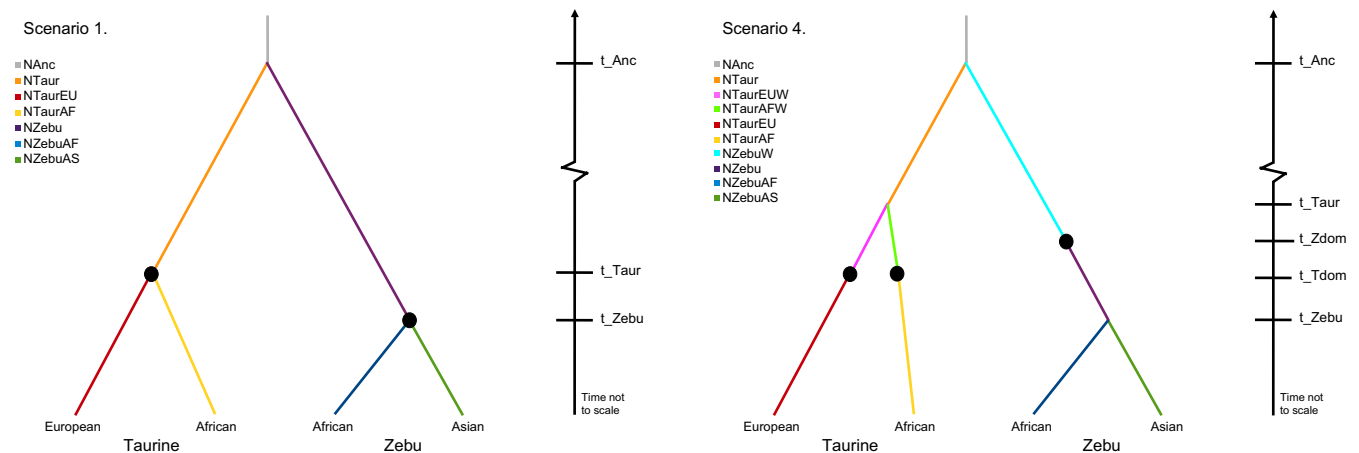 Scenario 1.
NAnc
NTaur
NTaurEU
NTaurAF
NZebu
NZebuAF
NZebuAS
t_Anc
t_Taur
t_Zebu
Time not
to scale
European
African
African
Asian
Taurine
Zebu
Scenario 4.
NAnc
NTaur
NTaurEUW
NTaurAFW
NTaurEU
NTaurAF
NZebuW
NZebu
NZebuAF
NZebuAS
t_Anc
t_Taur
t_Zdom
t_Tdom
t_Zebu
Time not
to scale
European
African
African
Asian
Taurine
Zebu